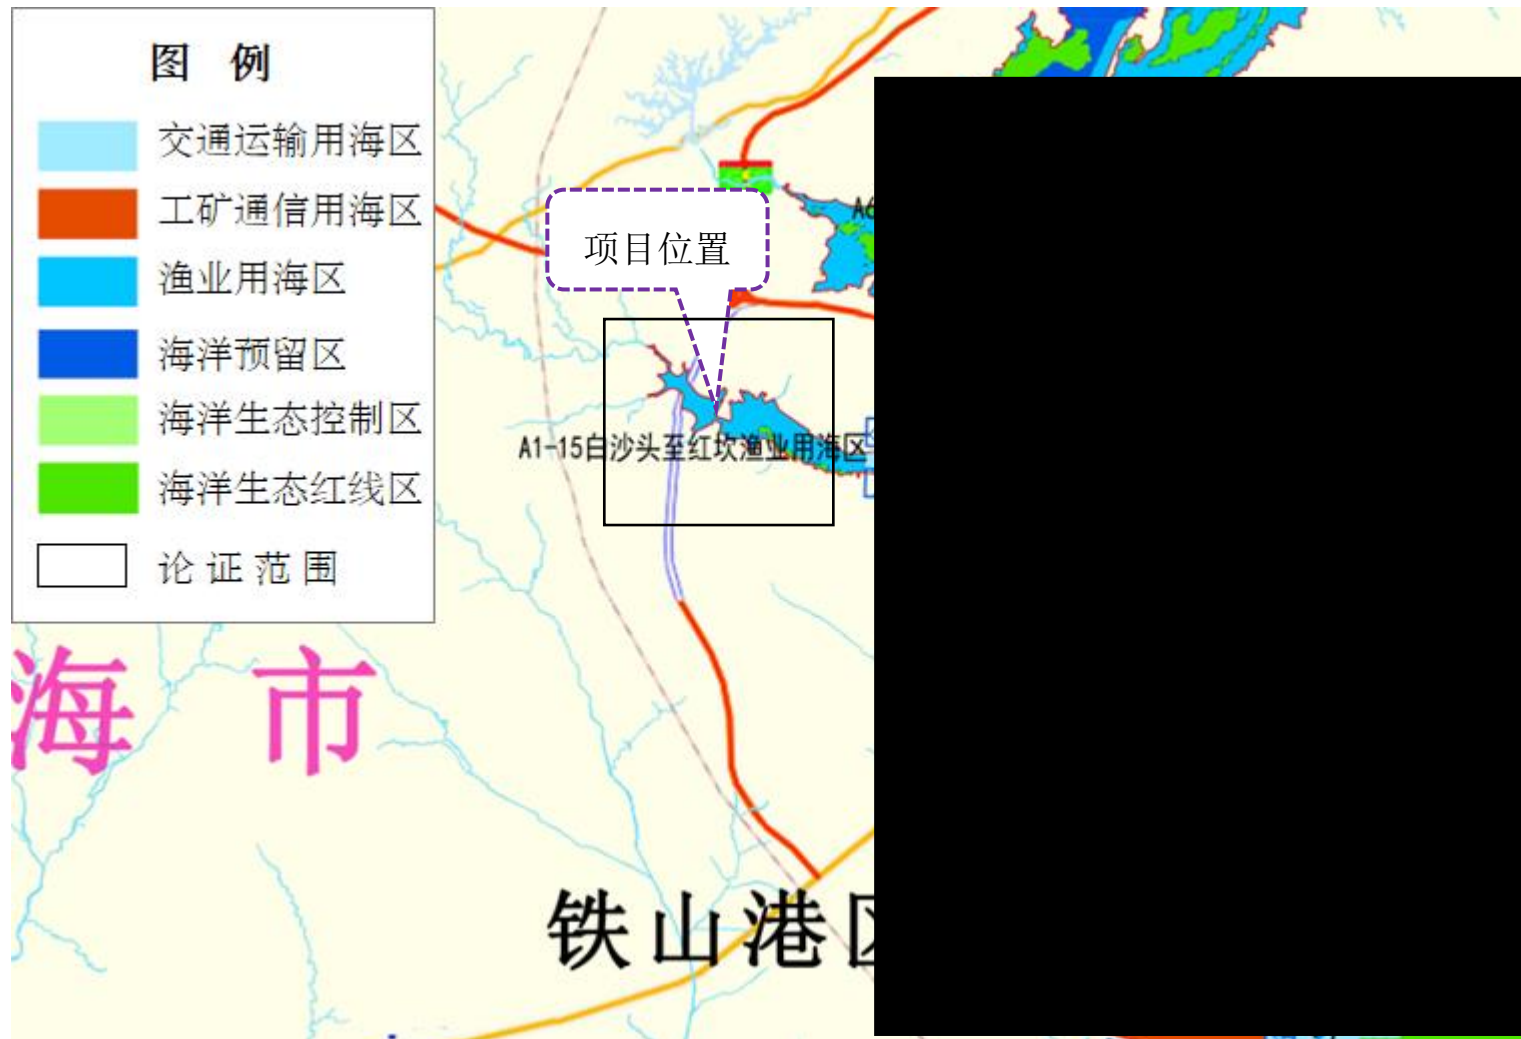 图 例
交通运输用海区
工矿通信用海区
渔业用海区
海洋预留区
海洋生态控制区
海洋生态红线区
论证范围
项目位置
A1-15白沙头至红坎渔业用海区
海 市
铁山港区